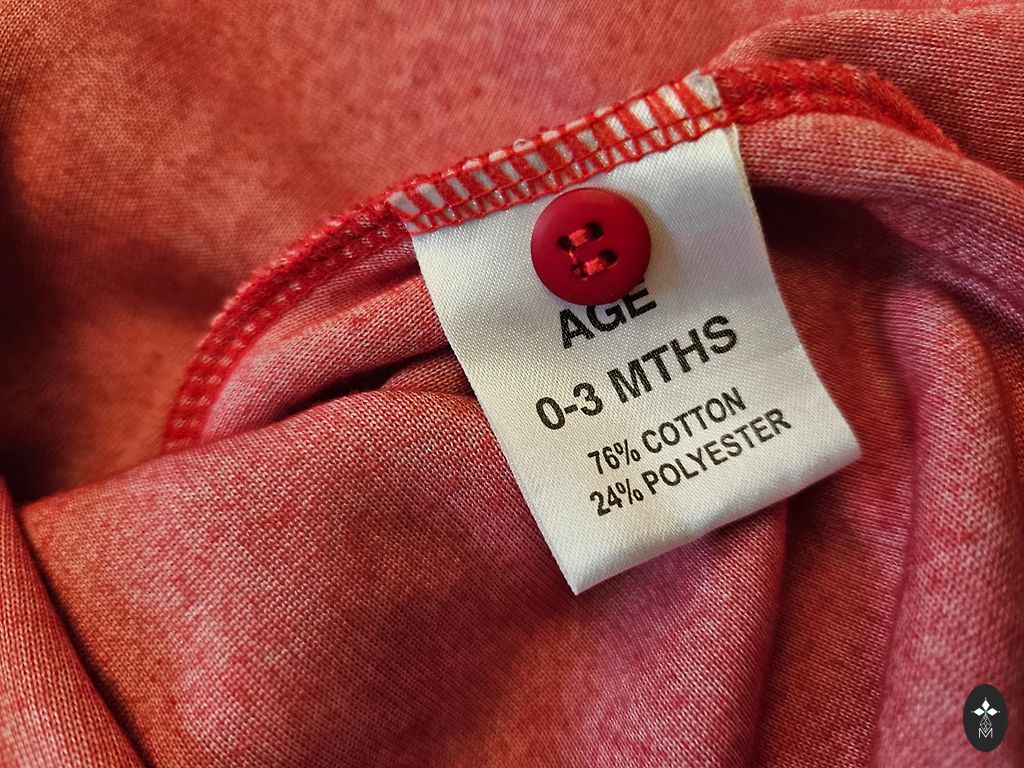 AGE
0-3 MTHS
76% COTTON
24% POLYESTER
M